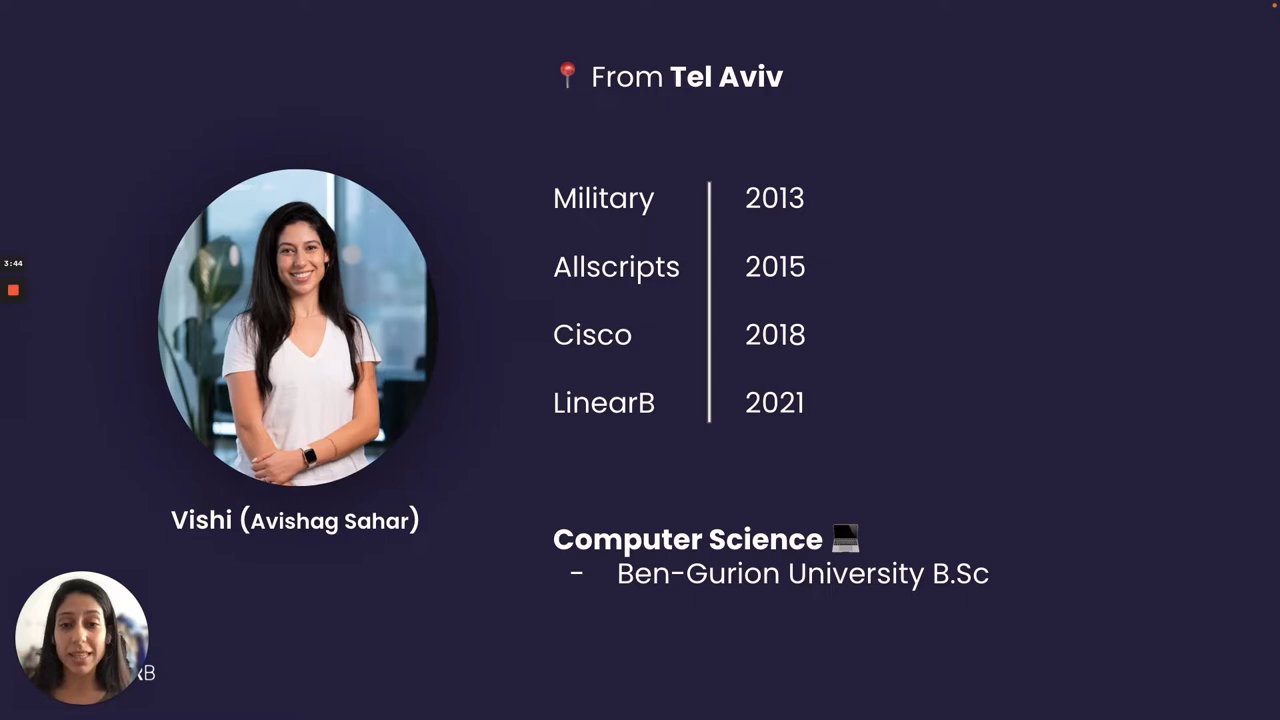 📍 From Tel Aviv
Military 2013
Allscripts 2015
3:44
Cisco 2018
LinearB 2021
Vishi (Avishag Sahar)
Computer Science 💻
- Ben-Gurion University B.Sc
B